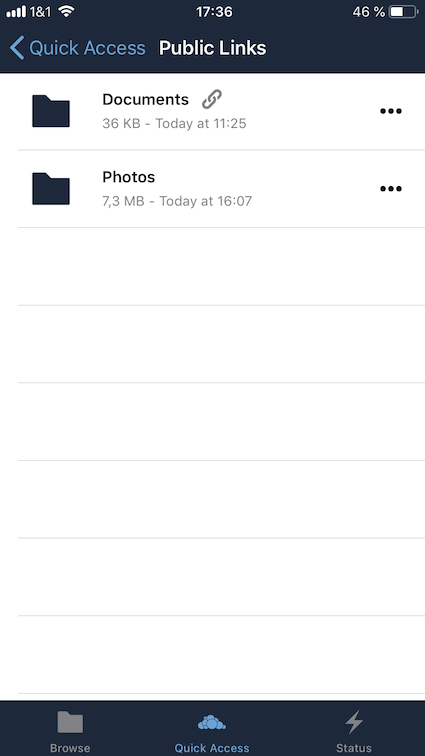 1&1 17:36 46 %
Quick Access Public Links
Documents
36 KB - Today at 11:25
Photos
7,3 MB - Today at 16:07
Browse Quick Access Status